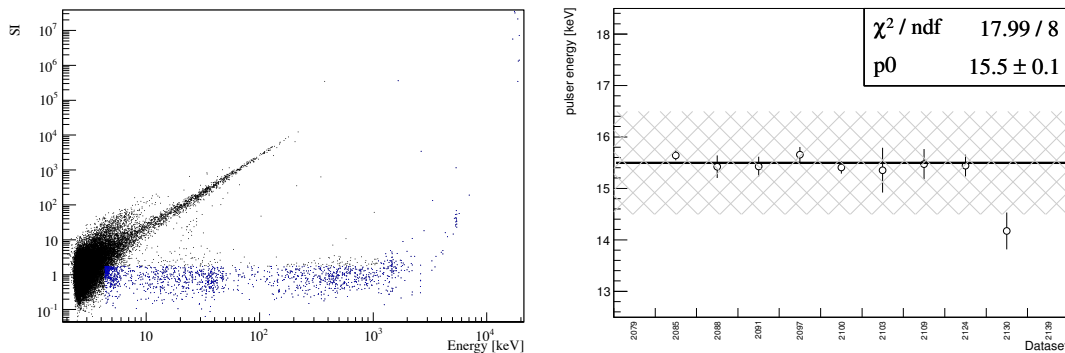 SI
10⁷
10⁶
10⁵
10⁴
10³
10²
10
1
10⁻¹
10 10² 10³ 10⁴
Energy [keV]
pulser energy [keV]
18
17
16
15
14
13
χ² / ndf 17.99 / 8
p0 15.5 ± 0.1
2079 2085 2088 2091 2097 2100 2103 2109 2124 2130 2139
Dataset